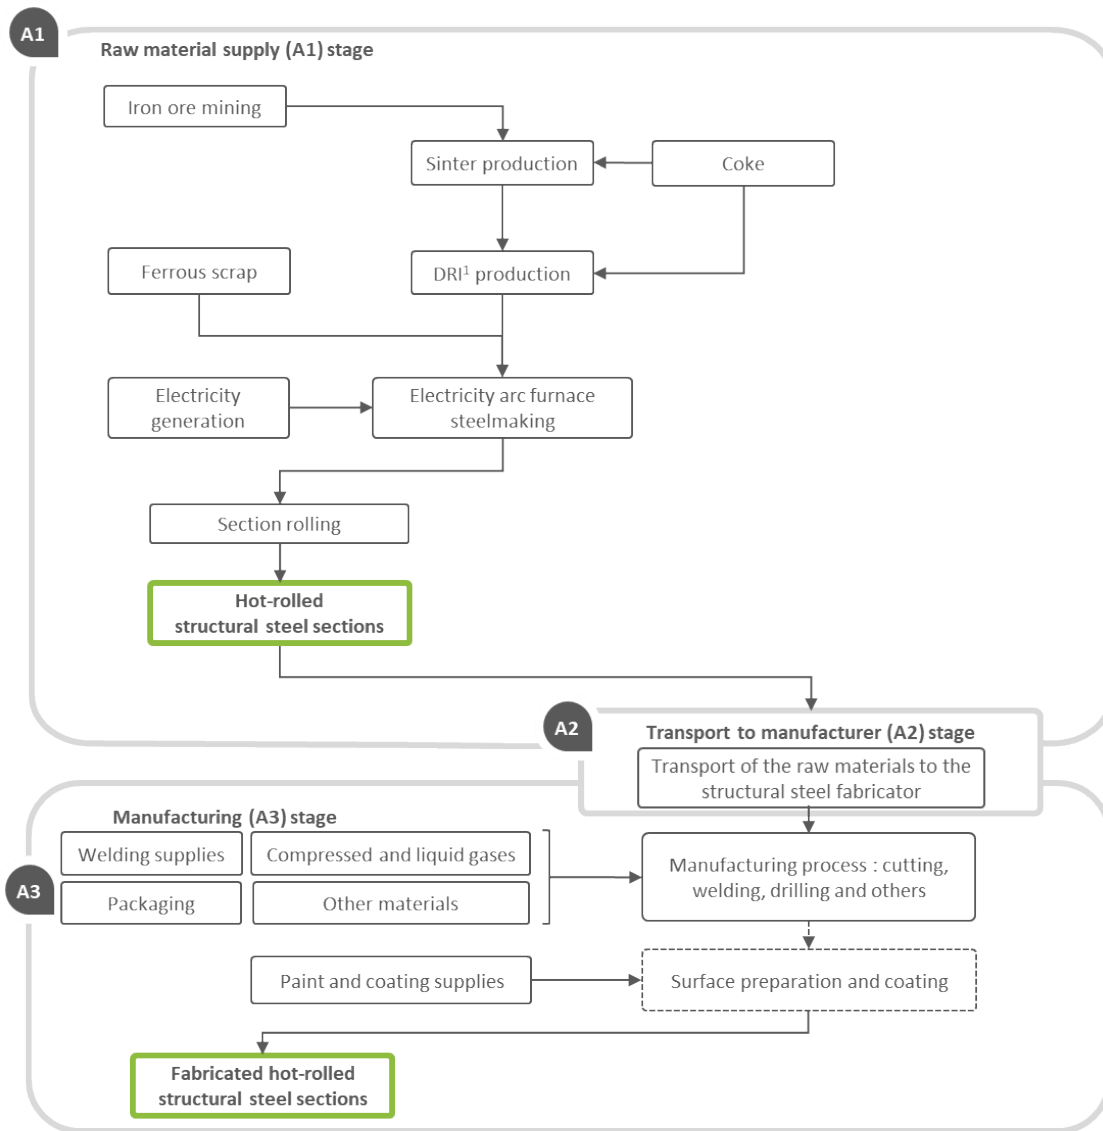 A1
Raw material supply (A1) stage
Iron ore mining
Sinter production
Coke
Ferrous scrap
DRI¹ production
Electricity
generation
Electricity arc furnace
steelmaking
Section rolling
Hot-rolled
structural steel sections
A2
Transport to manufacturer (A2) stage
Transport of the raw materials to the
structural steel fabricator
Manufacturing (A3) stage
A3
Welding supplies
Compressed and liquid gases
Packaging
Other materials
Manufacturing process : cutting,
welding, drilling and others
Paint and coating supplies
Surface preparation and coating
Fabricated hot-rolled
structural steel sections